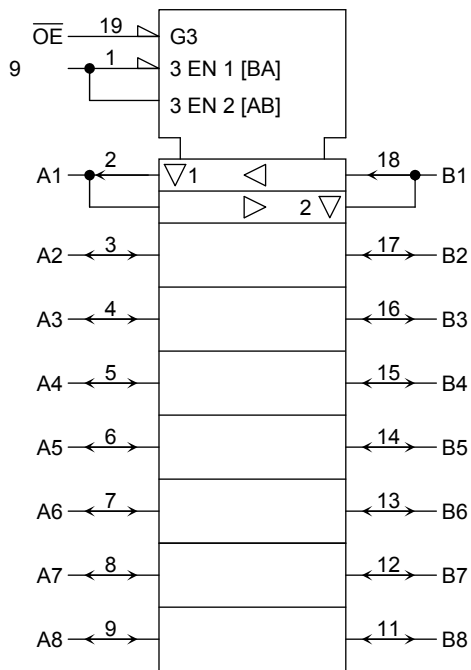 O̅E̅ 19 G3
9 1 3 EN 1 [BA]
3 EN 2 [AB]
A1 2 1 18 B1
2
A2 3 17 B2
A3 4 16 B3
A4 5 15 B4
A5 6 14 B5
A6 7 13 B6
A7 8 12 B7
A8 9 11 B8